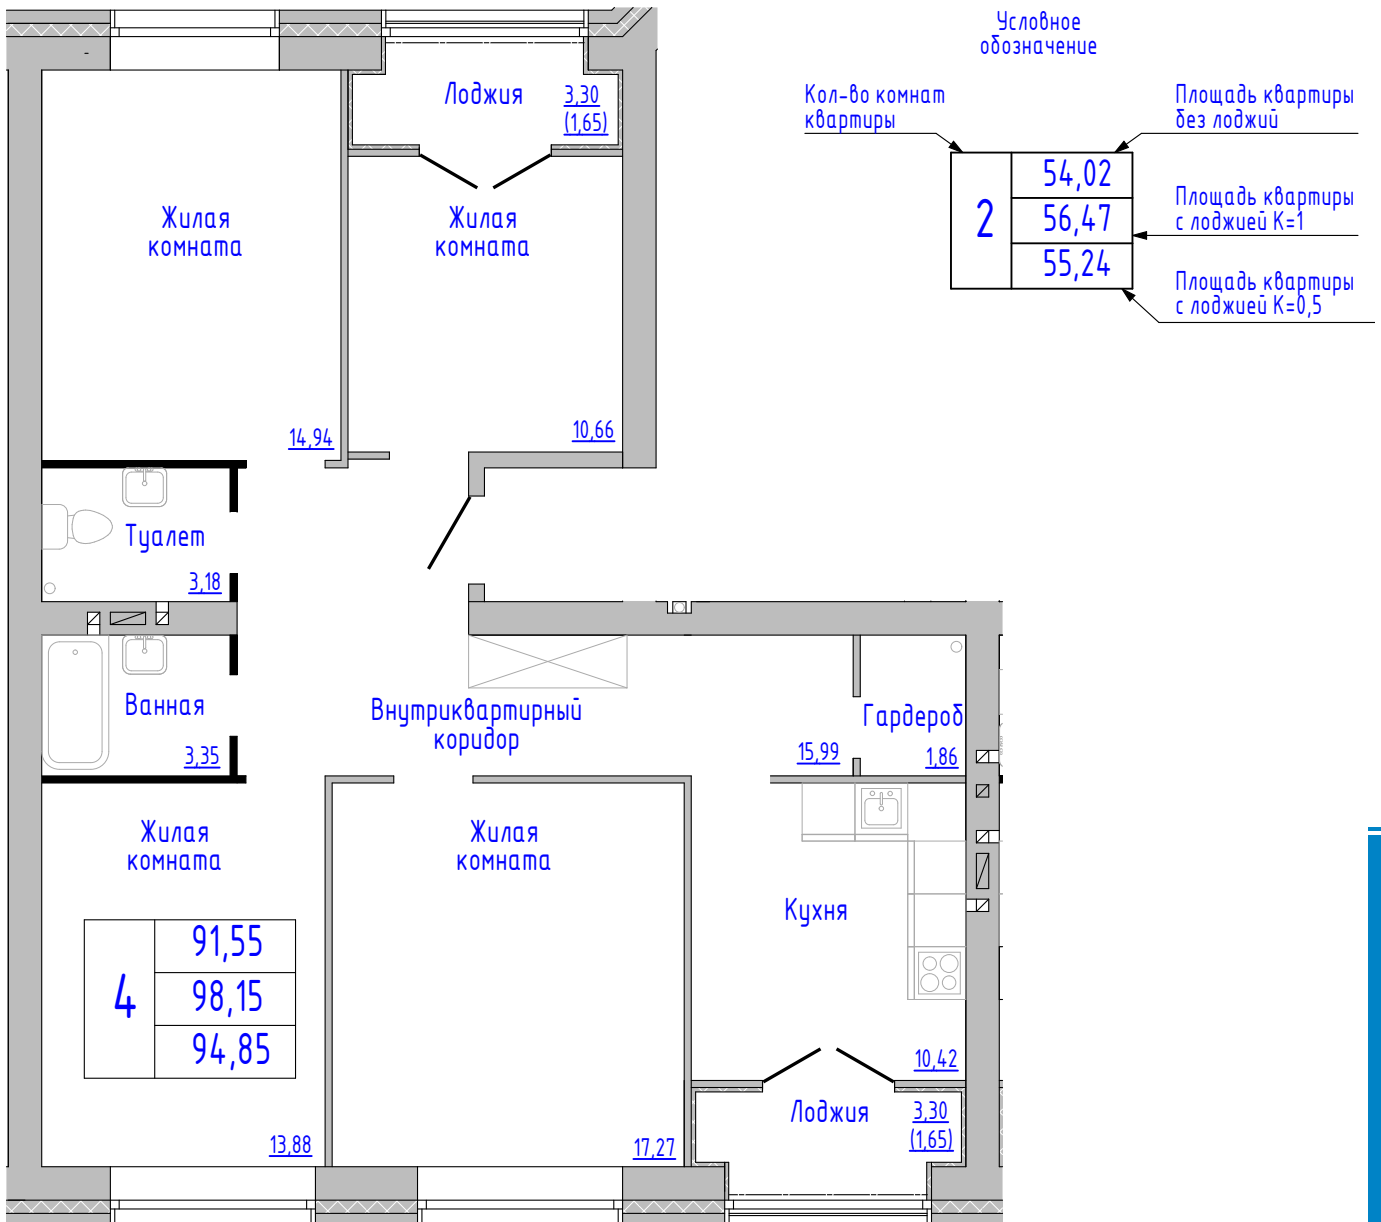 Условное
обозначение
Кол-во комнат
квартиры
Площадь квартиры
без лоджий
2
54,02
56,47
55,24
Площадь квартиры
с лоджией К=1
Площадь квартиры
с лоджией К=0,5
Лоджия
3,30
(1,65)
Жилая
комната
14,94
Жилая
комната
10,66
Туалет
3,18
Ванная
3,35
Внутриквартирный
коридор
15,99
Гардероб
1,86
Жилая
комната
4
91,55
98,15
94,85
13,88
Жилая
комната
17,27
Кухня
10,42
Лоджия
3,30
(1,65)